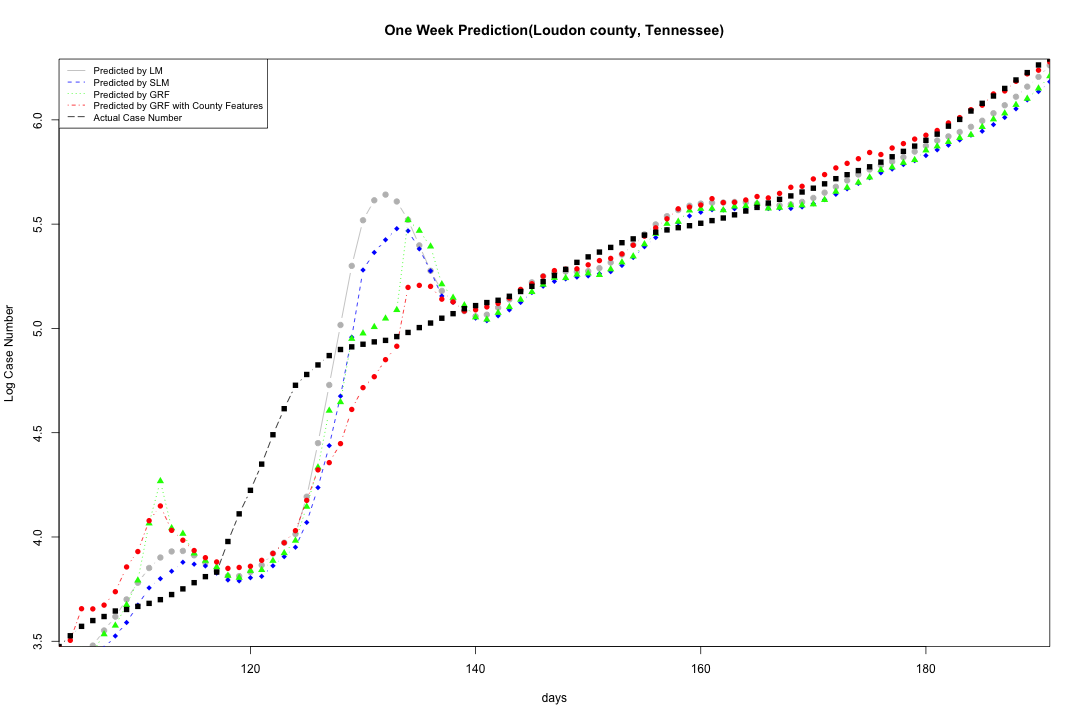 One Week Prediction(Loudon county, Tennessee)
Predicted by LM
Predicted by SLM
Predicted by GRF
Predicted by GRF with County Features
Actual Case Number
6.0
5.5
5.0
4.5
4.0
3.5
Log Case Number
120 140 160 180
days